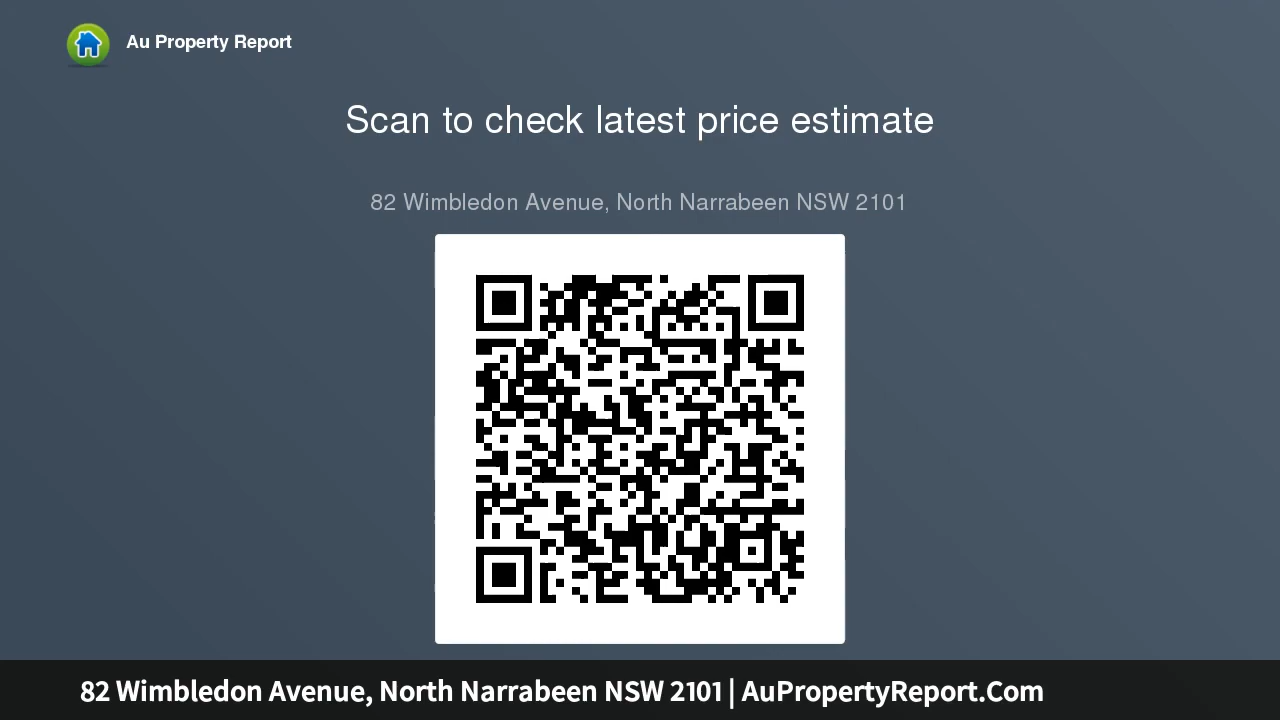 Au Property Report
Scan to check latest price estimate
82 Wimbledon Avenue, North Narrabeen NSW 2101
82 Wimbledon Avenue, North Narrabeen NSW 2101 | AuPropertyReport.Com